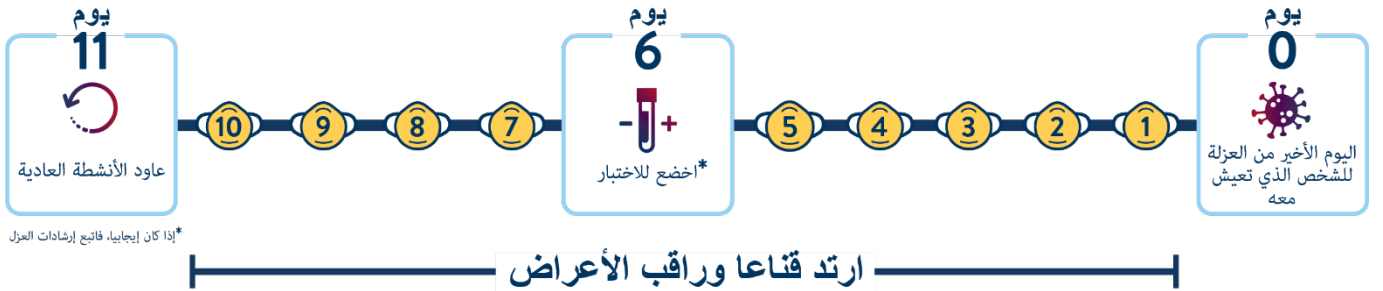 يوم
0
اليوم الأخير من العزلة
للشخص الذي تعيش
معه
1
2
3
4
5
يوم
6
- +
*اخضع للاختبار
7
8
9
10
يوم
11
عاود الأنشطة العادية
*إذا كان إيجابيا، فاتبع إرشادات العزل
ارتد قناعا وراقب الأعراض